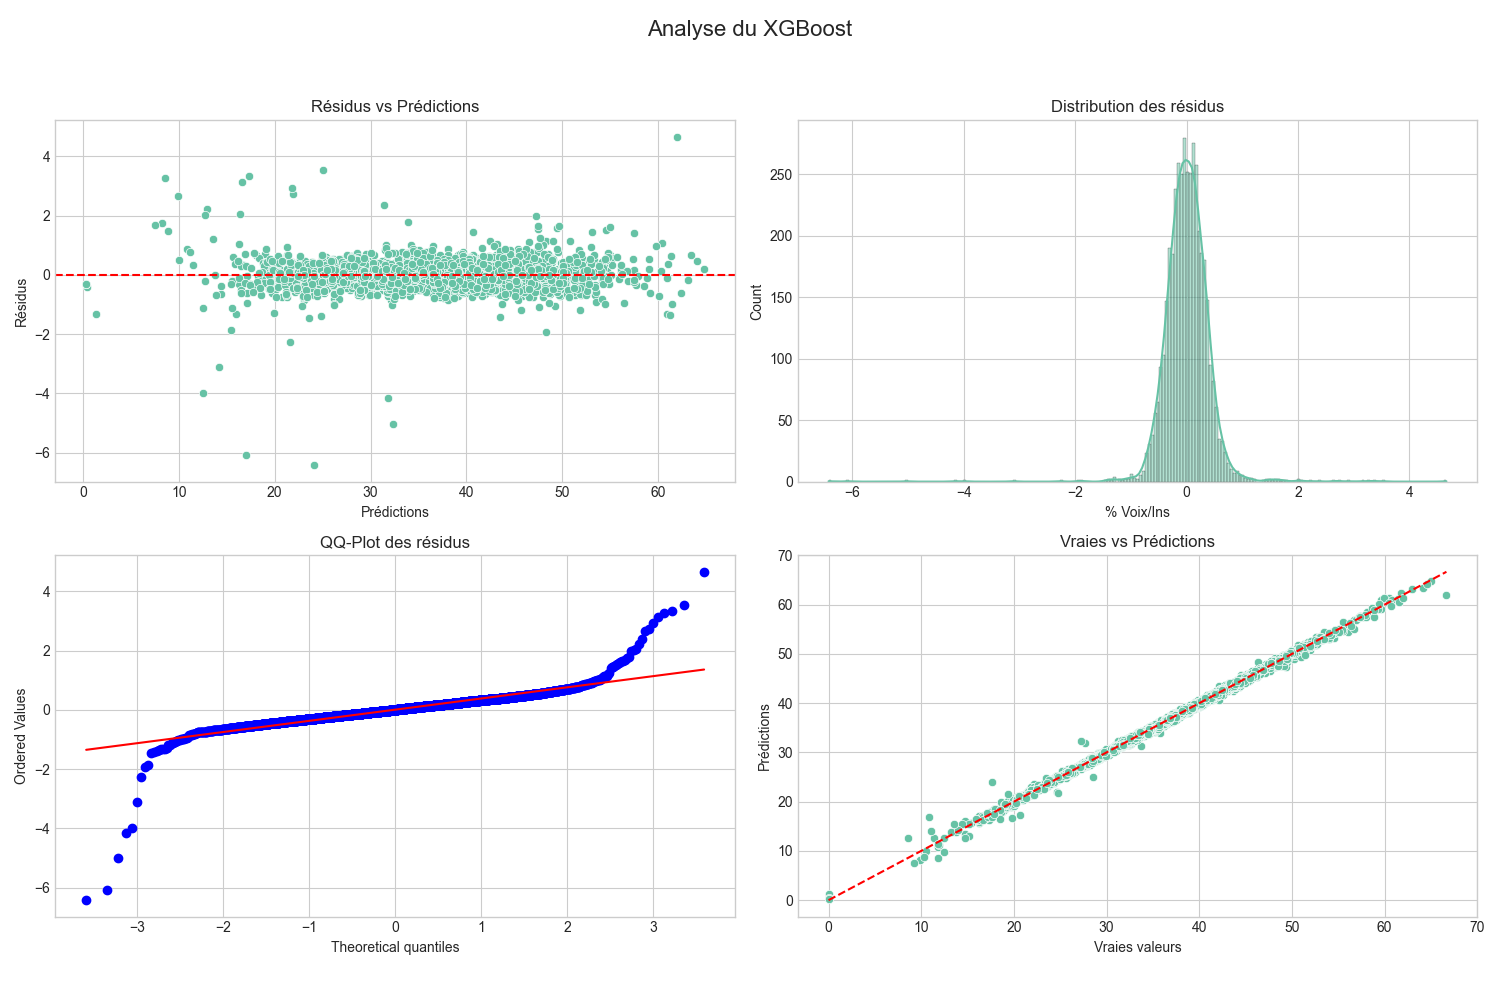 Analyse du XGBoost
Résidus vs Prédictions
4
2
0
−2
−4
−6
Résidus
0 10 20 30 40 50 60
Prédictions
Distribution des résidus
250
200
150
100
50
0
Count
−6 −4 −2 0 2 4
% Voix/Ins
QQ-Plot des résidus
4
2
0
−2
−4
−6
Ordered Values
−3 −2 −1 0 1 2 3
Theoretical quantiles
Vraies vs Prédictions
70
60
50
40
30
20
10
0
Prédictions
0 10 20 30 40 50 60 70
Vraies valeurs